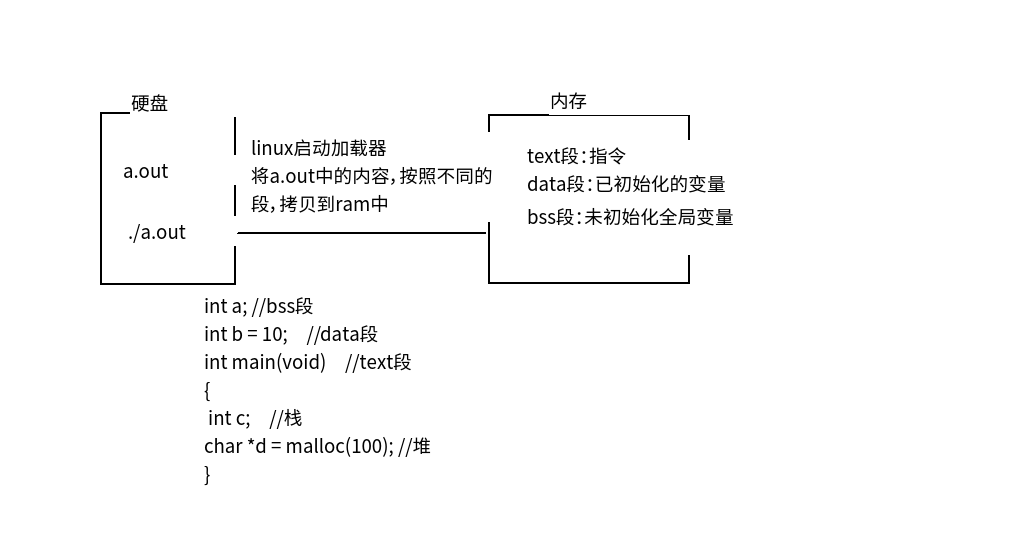 硬盘
a.out
./a.out
linux启动加载器
将a.out中的内容，按照不同的
段，拷贝到ram中
内存
text段：指令
data段：已初始化的变量
bss段：未初始化全局变量
int a; //bss段
int b = 10;    //data段
int main(void)    //text段
{
int c;    //栈
char *d = malloc(100); //堆
}